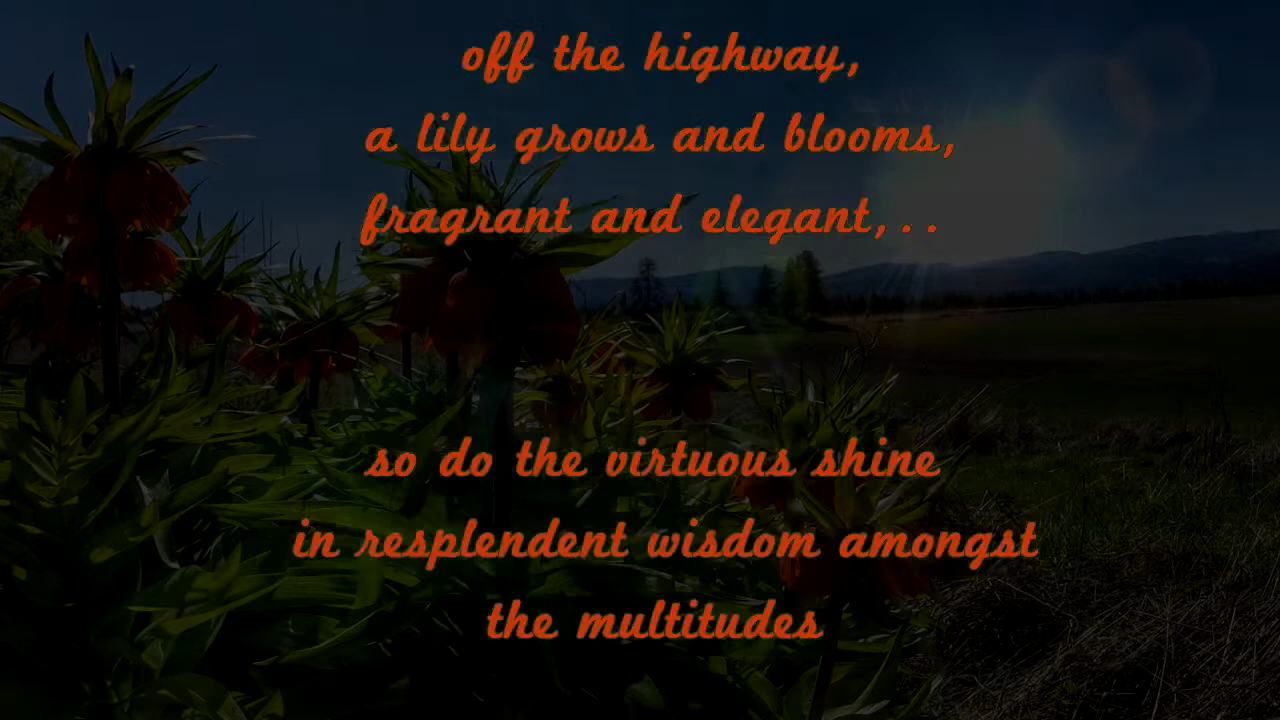 off the highway,
a lily grows and blooms,
fragrant and elegant,..
so do the virtuous shine
in resplendent wisdom amongst
the multitudes